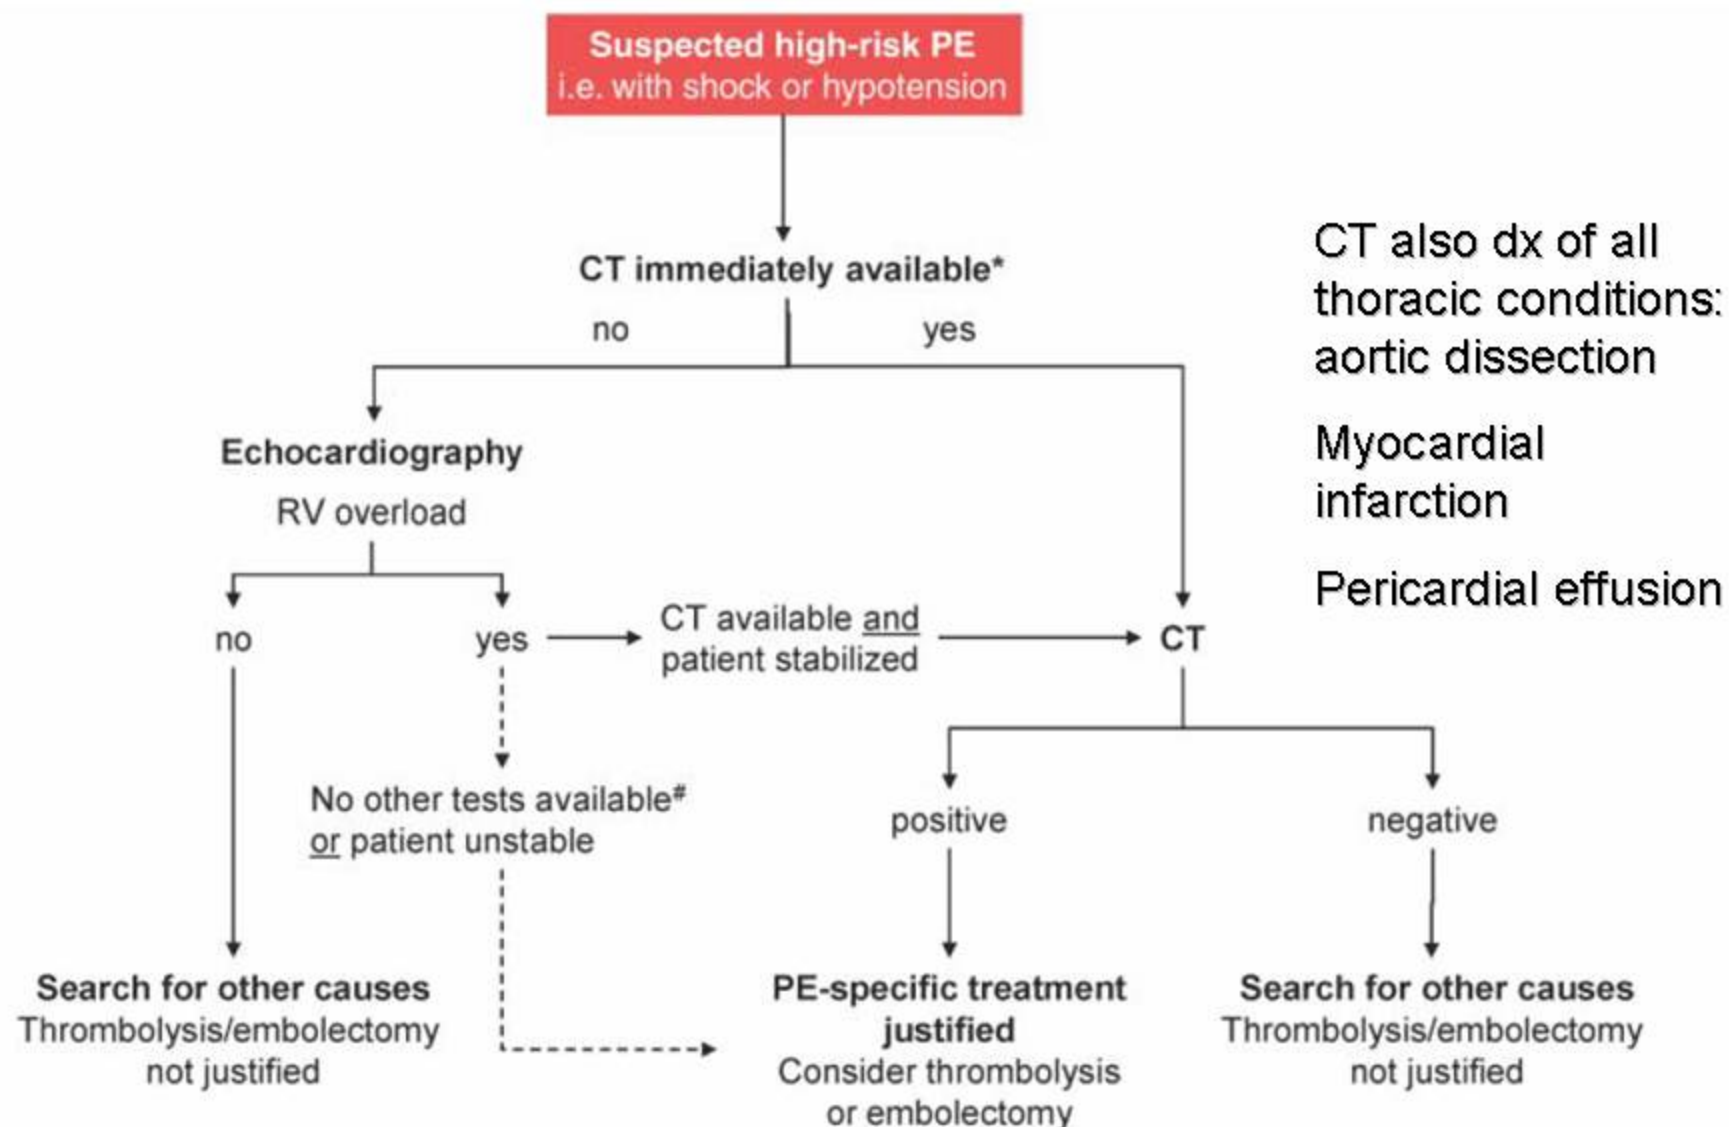 Suspected high-risk PE
i.e. with shock or hypotension
CT immediately available*
no
yes
Echocardiography
RV overload
no
yes
CT available and
patient stabilized
CT
No other tests available#
or patient unstable
positive
negative
Search for other causes
Thrombolysis/embolectomy
not justified
PE-specific treatment
justified
Consider thrombolysis
or embolectomy
Search for other causes
Thrombolysis/embolectomy
not justified
CT also dx of all
thoracic conditions:
aortic dissection
Myocardial
infarction
Pericardial effusion